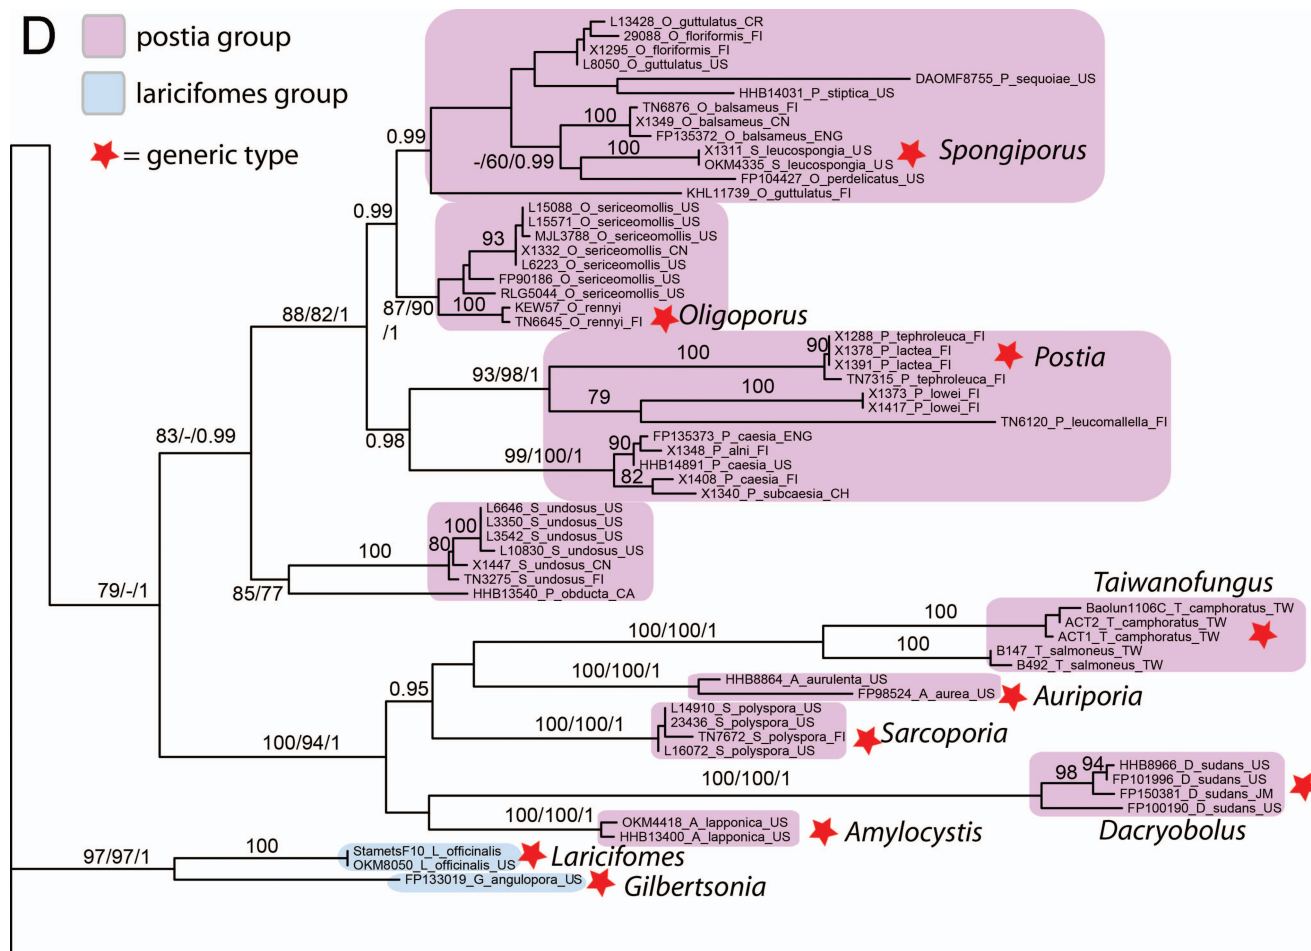 D
postia group
laricifomes group
= generic type
L13428_O_guttulatus_CR
29088_O_floriformis_FI
X1295_O_floriformis_FI
L8050_O_guttulatus_US
DAOMF8755_P_sequoiae_US
HHB14031_P_stiptica_US
TN6876_O_balsameus_FI
100
X1349_O_balsameus_CN
FP135372_O_balsameus_ENG
0.99
100
X1311_S_leucospongia_US
Spongiporus
-/60/0.99
OKM4335_S_leucospongia_US
FP104427_O_perdelicatus_US
KHL11739_O_guttulatus_FI
0.99
L15088_O_sericeomollis_US
L15571_O_sericeomollis_US
93
MJL3788_O_sericeomollis_US
X1332_O_sericeomollis_CN
L6223_O_sericeomollis_US
FP90186_O_sericeomollis_US
RLG5044_O_sericeomollis_US
88/82/1
87/90
/1
100
KEW57_O_rennyi
TN6645_O_rennyi_FI
Oligoporus
X1288_P_tephroleuca_FI
100
90
X1378_P_lactea_FI
Postia
X1391_P_lactea_FI
93/98/1
TN7315_P_tephroleuca_FI
100
X1373_P_lowei_FI
79
X1417_P_lowei_FI
TN6120_P_leucomallella_FI
83/-/0.99
0.98
FP135373_P_caesia_ENG
90
X1348_P_alni_FI
99/100/1
HHB14891_P_caesia_US
82
X1408_P_caesia_FI
X1340_P_subcaesia_CH
L6646_S_undosus_US
100
L3350_S_undosus_US
L3542_S_undosus_US
80
L10830_S_undosus_US
100
X1447_S_undosus_CN
TN3275_S_undosus_FI
79/-/1
85/77
HHB13540_P_obducta_CA
Taiwanofungus
100
Baolun1106C_T_camphoratus_TW
ACT2_T_camphoratus_TW
100/100/1
ACT1_T_camphoratus_TW
100
B147_T_salmoneus_TW
B492_T_salmoneus_TW
100/100/1
HHB8864_A_aurulenta_US
0.95
FP98524_A_aurea_US
Auriporia
L14910_S_polyspora_US
23436_S_polyspora_US
100/100/1
TN7672_S_polyspora_FI
Sarcoporia
L16072_S_polyspora_US
100/94/1
100/100/1
94
HHB8966_D_sudans_US
98
FP101996_D_sudans_US
FP150381_D_sudans_JM
FP100190_D_sudans_US
Dacryobolus
100/100/1
OKM4418_A_lapponica_US
HHB13400_A_lapponica_US
Amylocystis
97/97/1
100
StametsF10_L_officinalis
OKM8050_L_officinalis_US
Laricifomes
FP133019_G_angulopora_US
Gilbertsonia